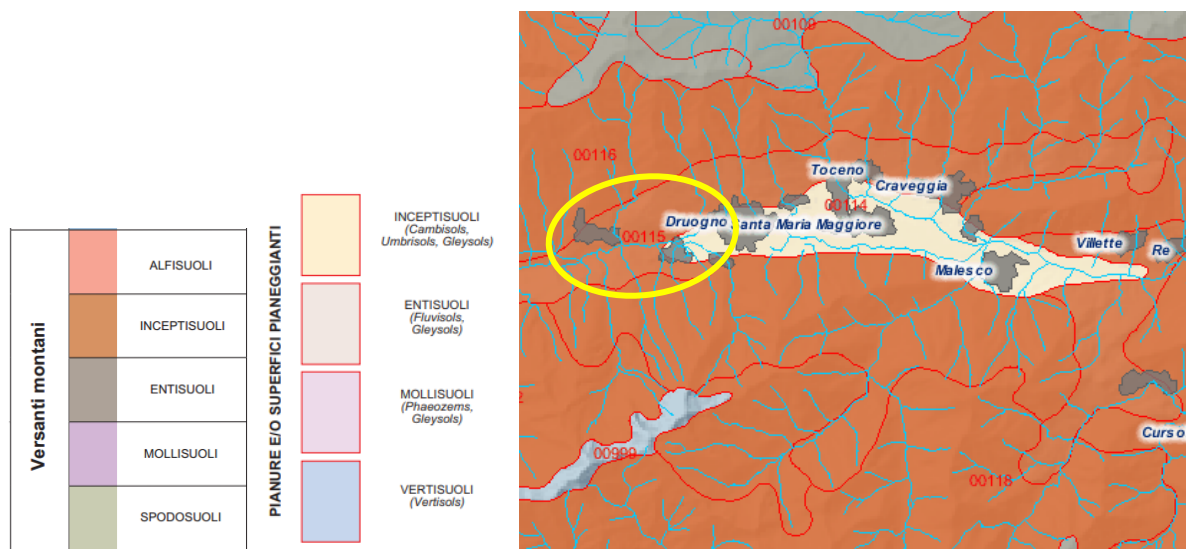 Versanti montani
ALFISUOLI
INCEPTISUOLI
ENTISUOLI
MOLLISUOLI
SPODOSUOLI
PIANURE E/O SUPERFICI PIANEGGIANTI
INCEPTISUOLI
(Cambisols,
Umbrisols, Gleysols)
ENTISUOLI
(Fluvisols,
Gleysols)
MOLLISUOLI
(Phaeozems,
Gleysols)
VERTISUOLI
(Vertisols)
00109
00116
Toceno
Craveggia
00114
Druogno
Santa Maria Maggiore
00115
Villette
Re
Malesco
Curso
00999
00118